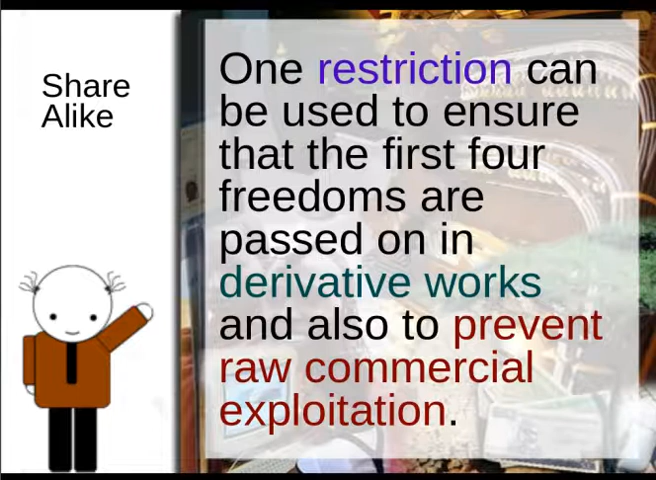 Share
Alike
One restriction can
be used to ensure
that the first four
freedoms are
passed on in
derivative works
and also to prevent
raw commercial
exploitation.